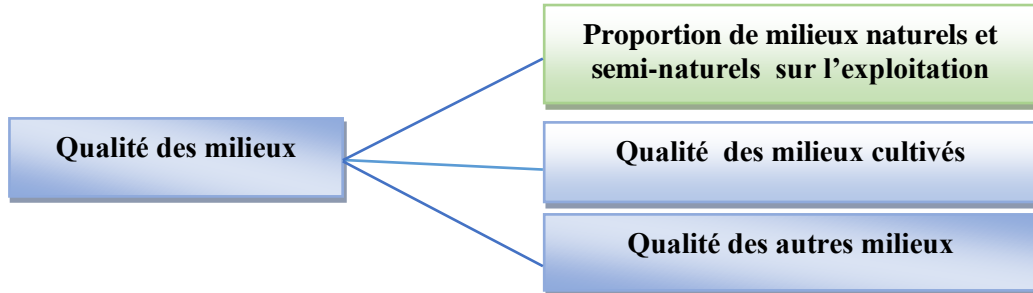 Proportion de milieux naturels et
semi-naturels sur l’exploitation
Qualité des milieux
Qualité des milieux cultivés
Qualité des autres milieux